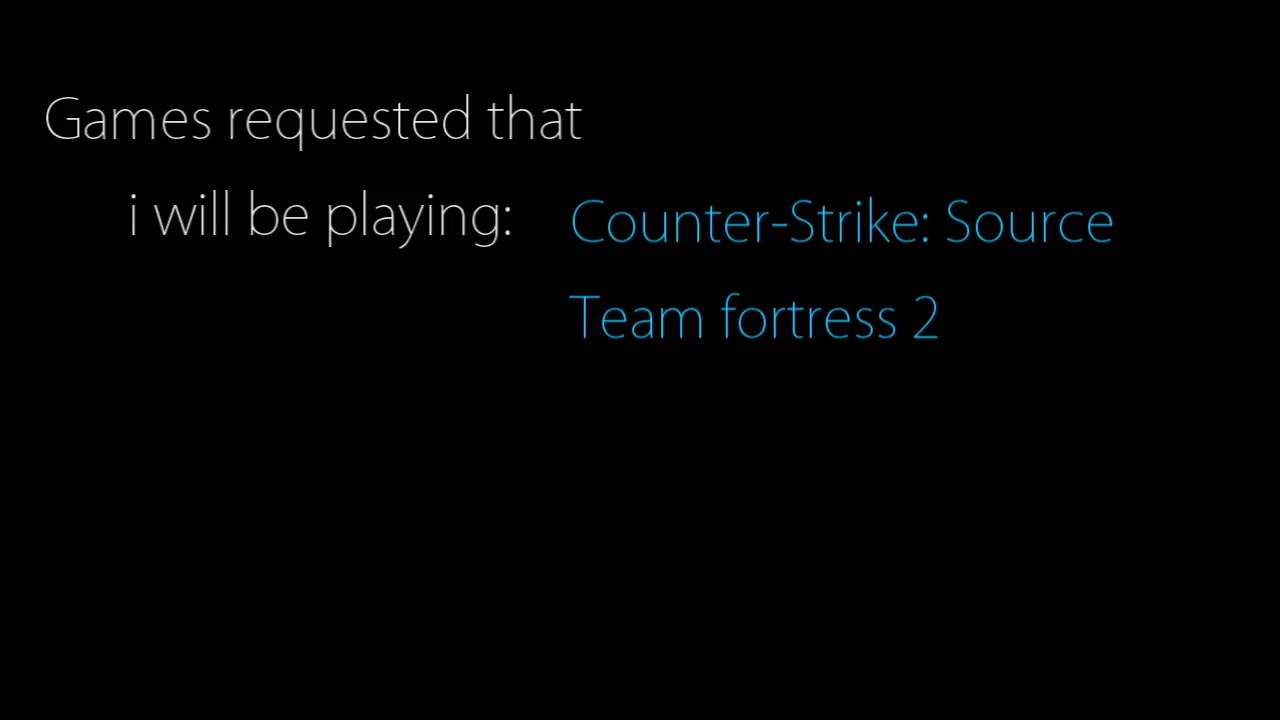 Games requested that
i will be playing:
Counter-Strike: Source
Team fortress 2